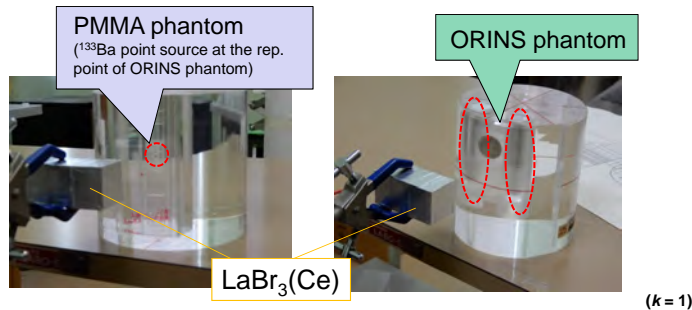 PMMA phantom
(¹³³Ba point source at the rep.
point of ORINS phantom)
ORINS phantom
LaBr₃(Ce)
(k = 1)